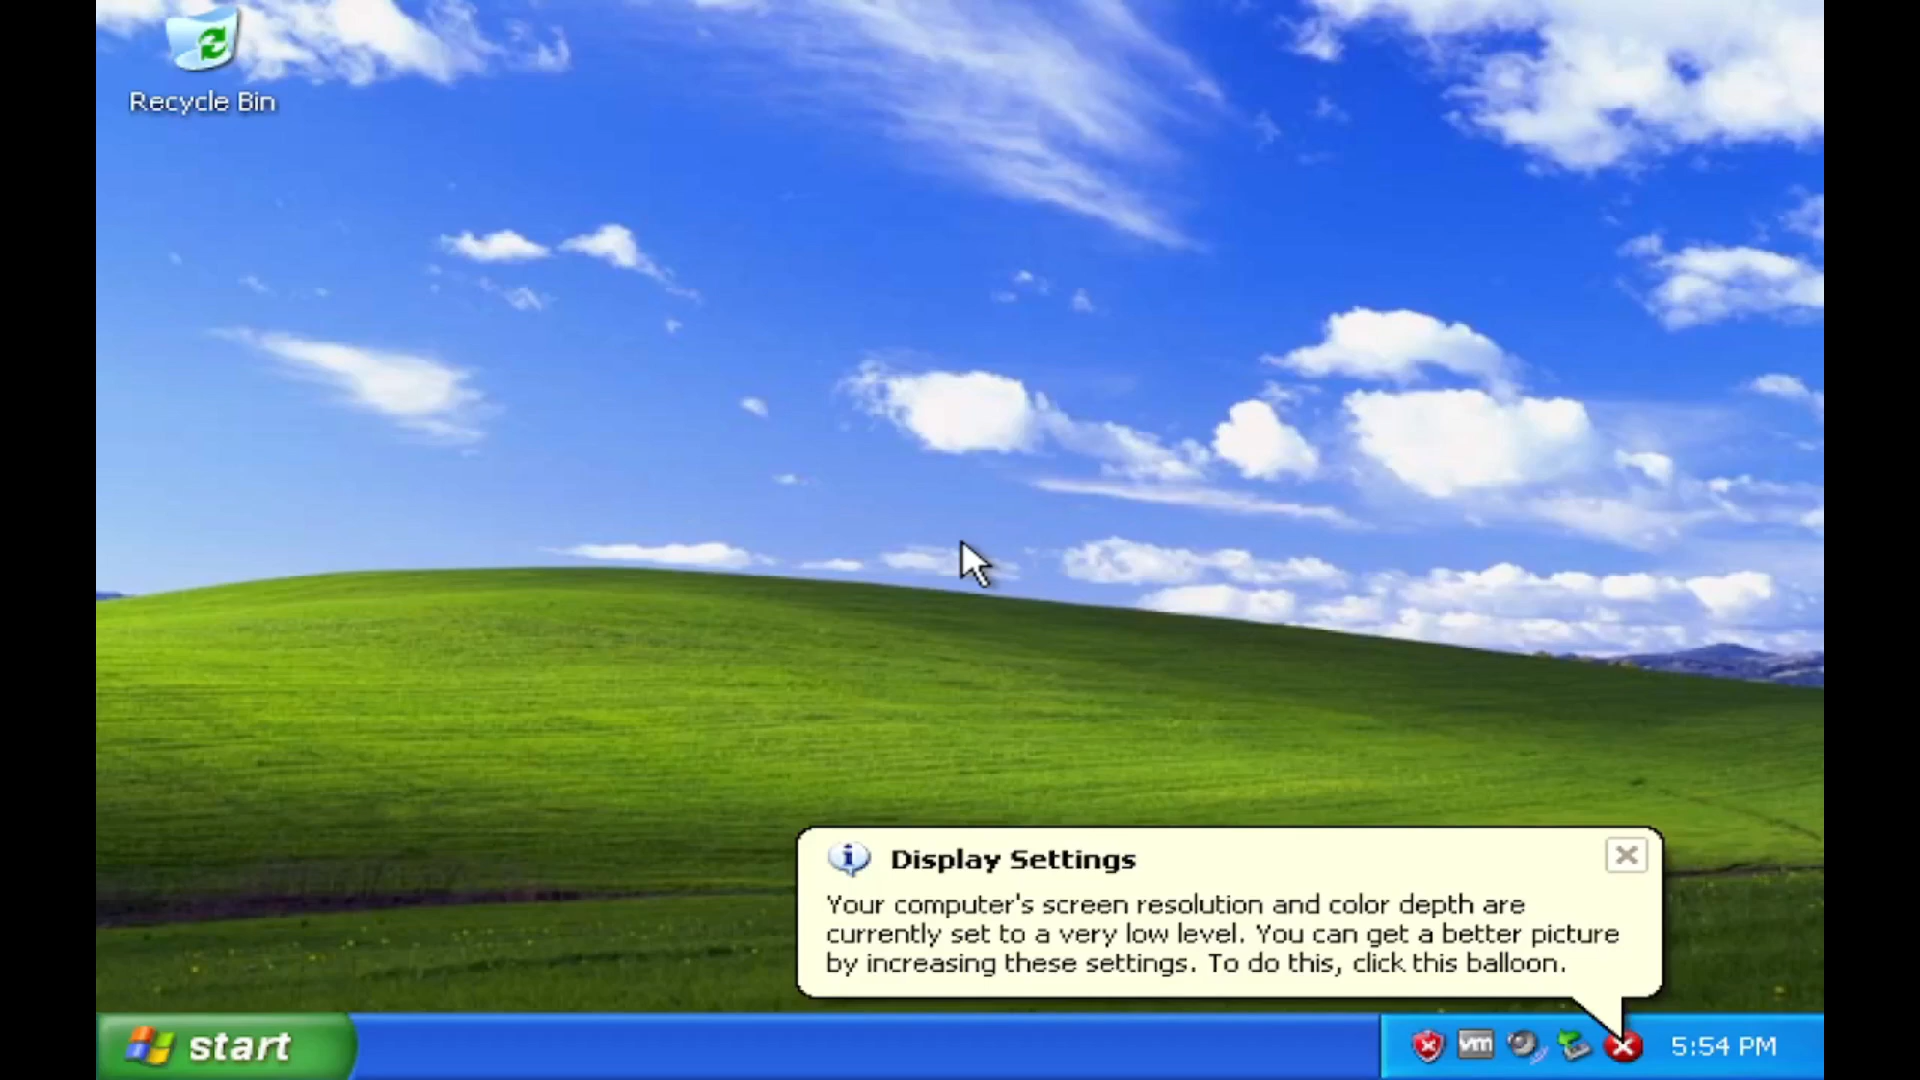 Recycle Bin
Display Settings
Your computer's screen resolution and color depth are
currently set to a very low level. You can get a better picture
by increasing these settings. To do this, click this balloon.
start
vm
5:54 PM